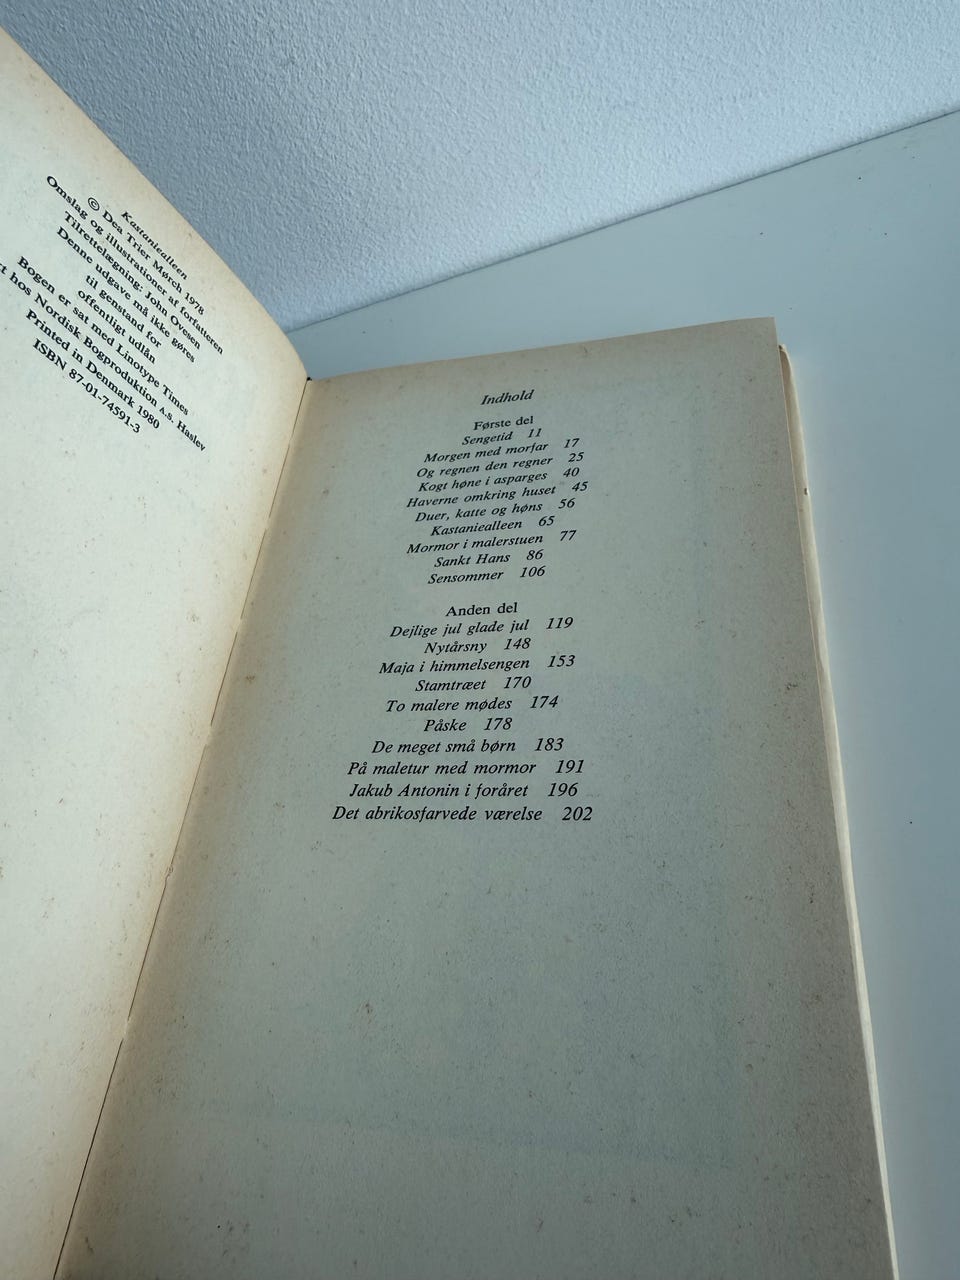 Kastaniealleen
© Dea Trier Mørch 1978
Omslag og illustrationer af forfatteren
Tilrettelægning: John Ovesen
Denne udgave må ikke gøres
til genstand for
offentligt udlån
Bogen er sat med Linotype Times
hos Nordisk Bogproduktion A.S. Haslev
Printed in Denmark 1980
ISBN 87-01-74591-3
Indhold
Første del
Sengetid 11
Morgen med morfar 17
Og regnen den regner 25
Kogt høne i asparges 40
Haverne omkring huset 45
Duer, katte og høns 56
Kastaniealleen 65
Mormor i malerstuen 77
Sankt Hans 86
Sensommer 106
Anden del
Dejlige jul glade jul 119
Nytårsny 148
Maja i himmelsengen 153
Stamtræet 170
To malere mødes 174
Påske 178
De meget små børn 183
På maletur med mormor 191
Jakub Antonin i foråret 196
Det abrikosfarvede værelse 202